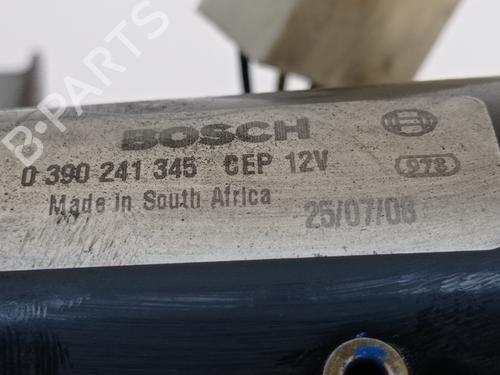 B-PARTS
BOSCH
0 390 241 345 CEP 12V
978
Made in South Africa
25/07/08